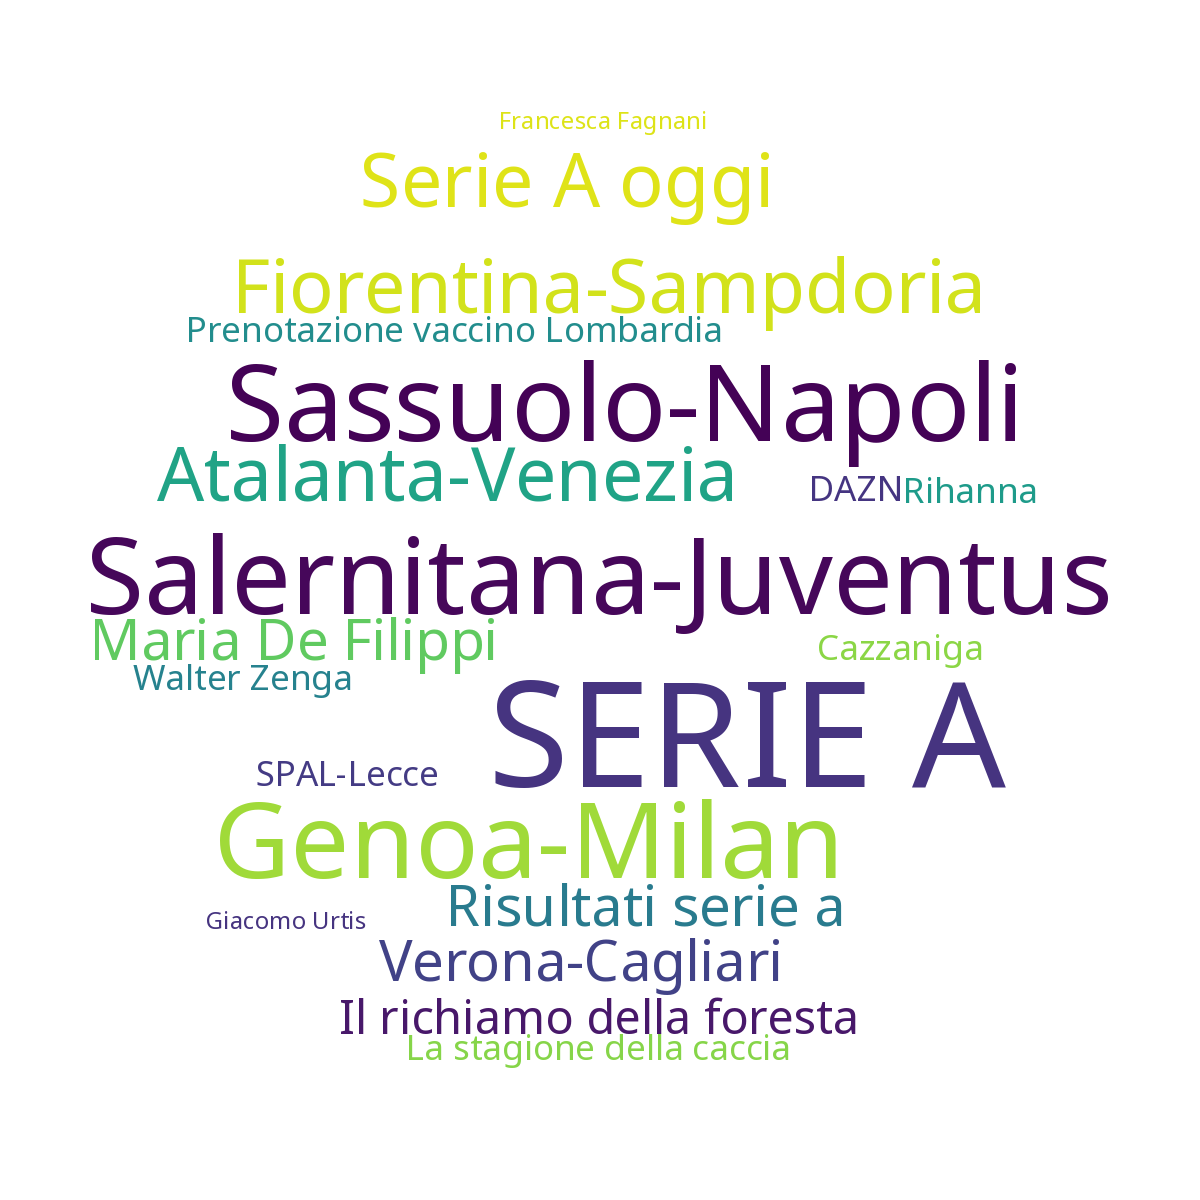 Francesca Fagnani
Serie A oggi
Fiorentina-Sampdoria
Prenotazione vaccino Lombardia
Sassuolo-Napoli
Atalanta-Venezia
DAZN
Rihanna
Salernitana-Juventus
Maria De Filippi
Cazzaniga
Walter Zenga
SERIE A
SPAL-Lecce
Genoa-Milan
Risultati serie a
Giacomo Urtis
Verona-Cagliari
Il richiamo della foresta
La stagione della caccia